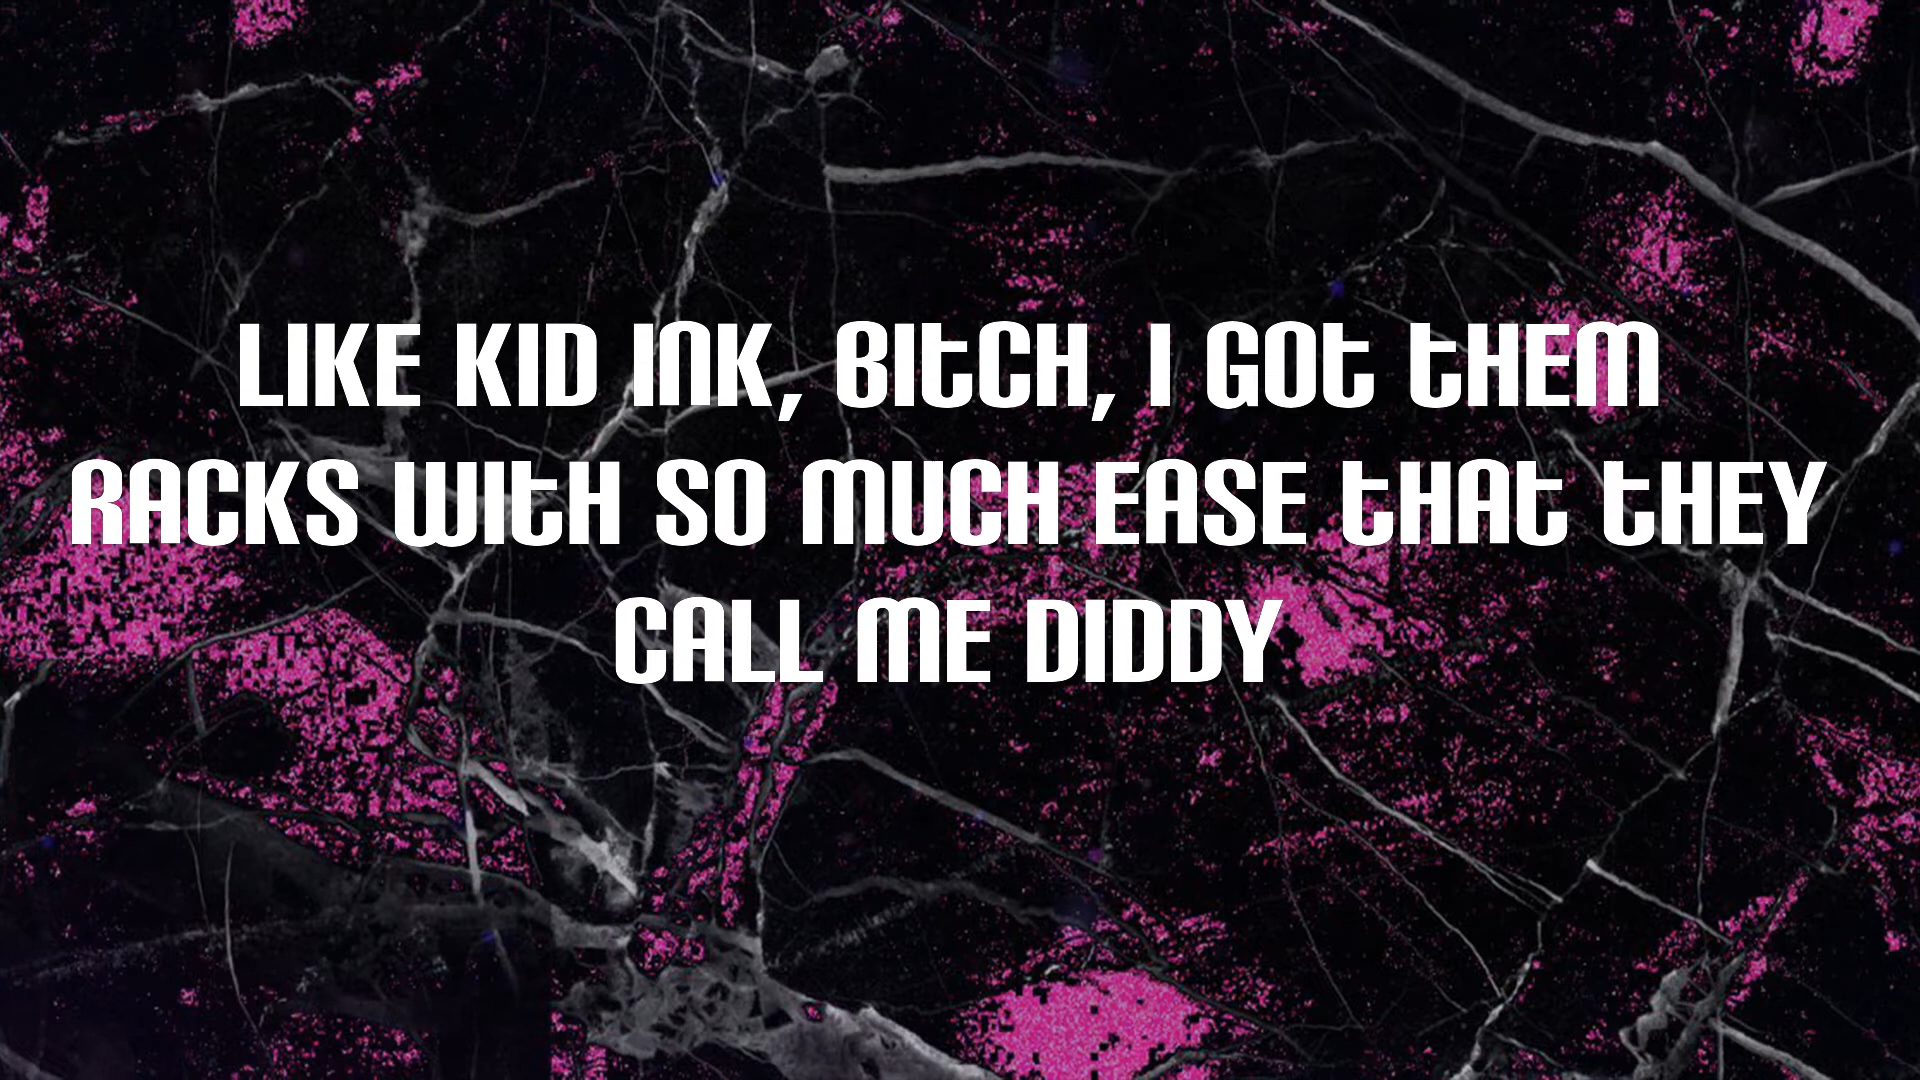 LIKE KID INK, BITCH, I GOT THEM
RACKS WITH SO MUCH EASE THAT THEY
CALL ME DIDDY